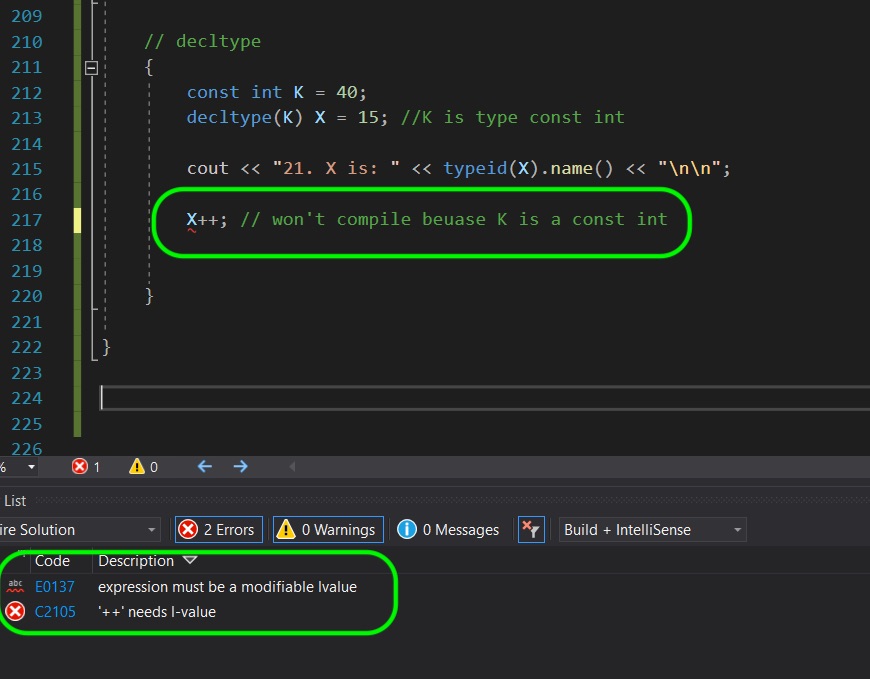 209
210 // decltype
211 {
212 const int K = 40;
213 decltype(K) X = 15; //K is type const int
214
215 cout << "21. X is: " << typeid(X).name() << "\n\n";
216
217 X++; // won't compile beuase K is a const int
218
219
220 }
221
222 }
223
224
225
226
% 1 0
List
ire Solution 2 Errors 0 Warnings 0 Messages Build + IntelliSense
Code Description
abc E0137 expression must be a modifiable lvalue
C2105 '++' needs l-value